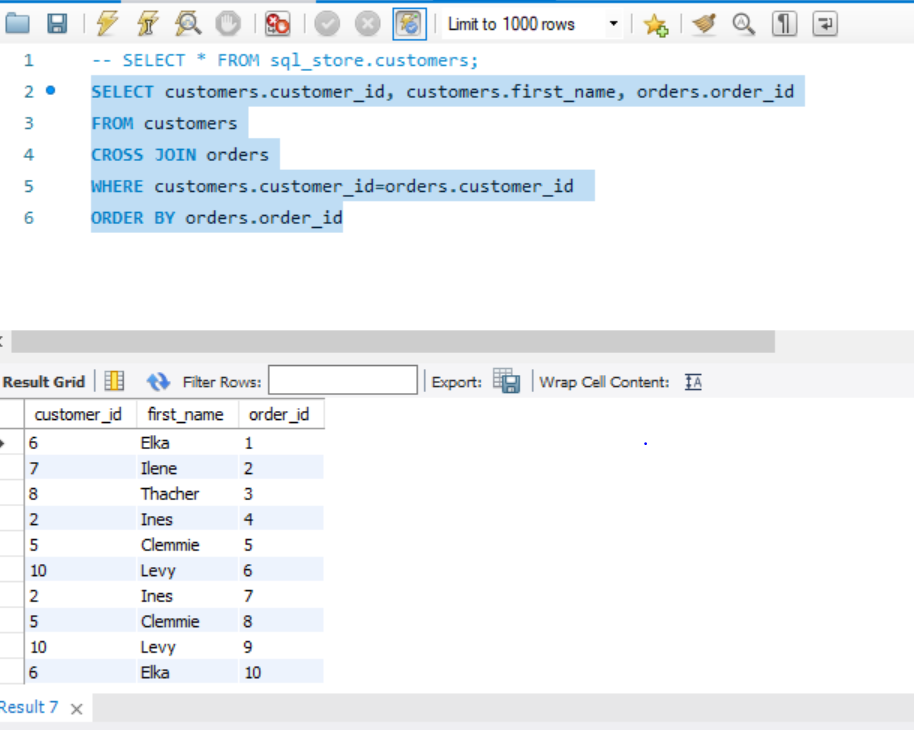 Limit to 1000 rows
1 -- SELECT * FROM sql_store.customers;
2 SELECT customers.customer_id, customers.first_name, orders.order_id
3 FROM customers
4 CROSS JOIN orders
5 WHERE customers.customer_id=orders.customer_id
6 ORDER BY orders.order_id
Result Grid Filter Rows: Export: Wrap Cell Content: IA
customer_id first_name order_id
6 Elka 1
7 Ilene 2
8 Thacher 3
2 Ines 4
5 Clemmie 5
10 Levy 6
2 Ines 7
5 Clemmie 8
10 Levy 9
6 Elka 10
Result 7